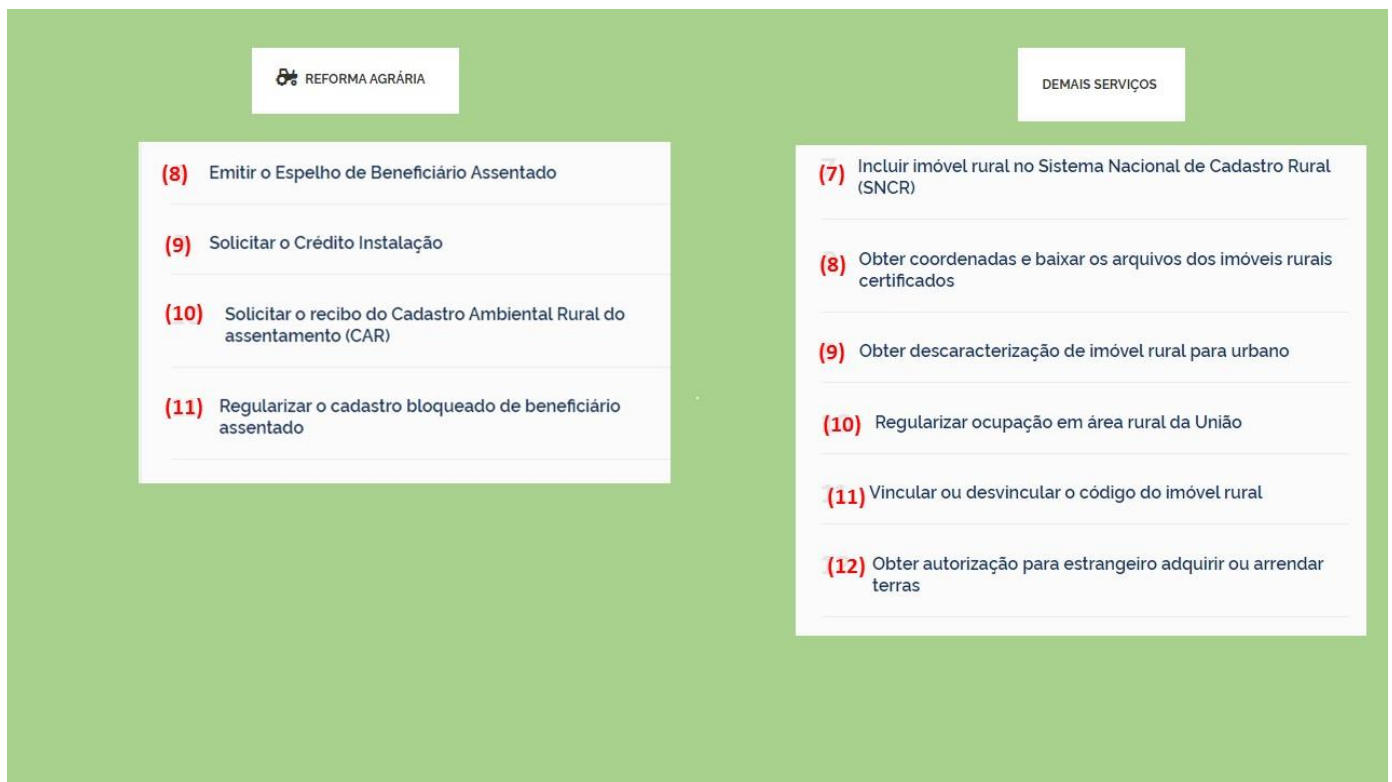 REFORMA AGRÁRIA
(8) Emitir o Espelho de Beneficiário Assentado
(9) Solicitar o Crédito Instalação
(10) Solicitar o recibo do Cadastro Ambiental Rural do
assentamento (CAR)
(11) Regularizar o cadastro bloqueado de beneficiário
assentado
DEMAIS SERVIÇOS
(7) Incluir imóvel rural no Sistema Nacional de Cadastro Rural
(SNCR)
(8) Obter coordenadas e baixar os arquivos dos imóveis rurais
certificados
(9) Obter descaracterização de imóvel rural para urbano
(10) Regularizar ocupação em área rural da União
(11) Vincular ou desvincular o código do imóvel rural
(12) Obter autorização para estrangeiro adquirir ou arrendar
terras